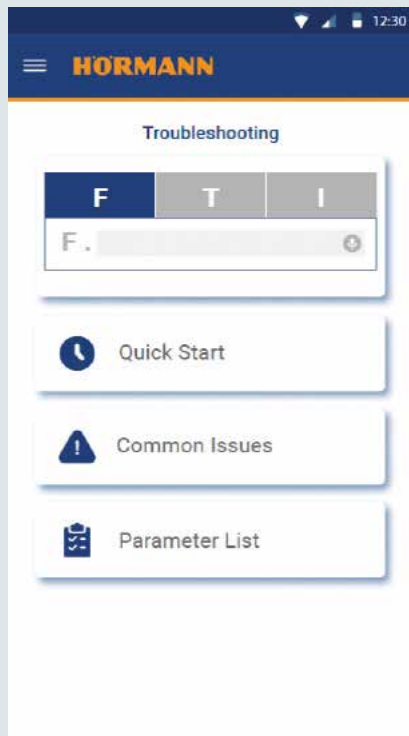 12:30
HÖRMANN
Troubleshooting
F T I
F.
Quick Start
Common Issues
Parameter List